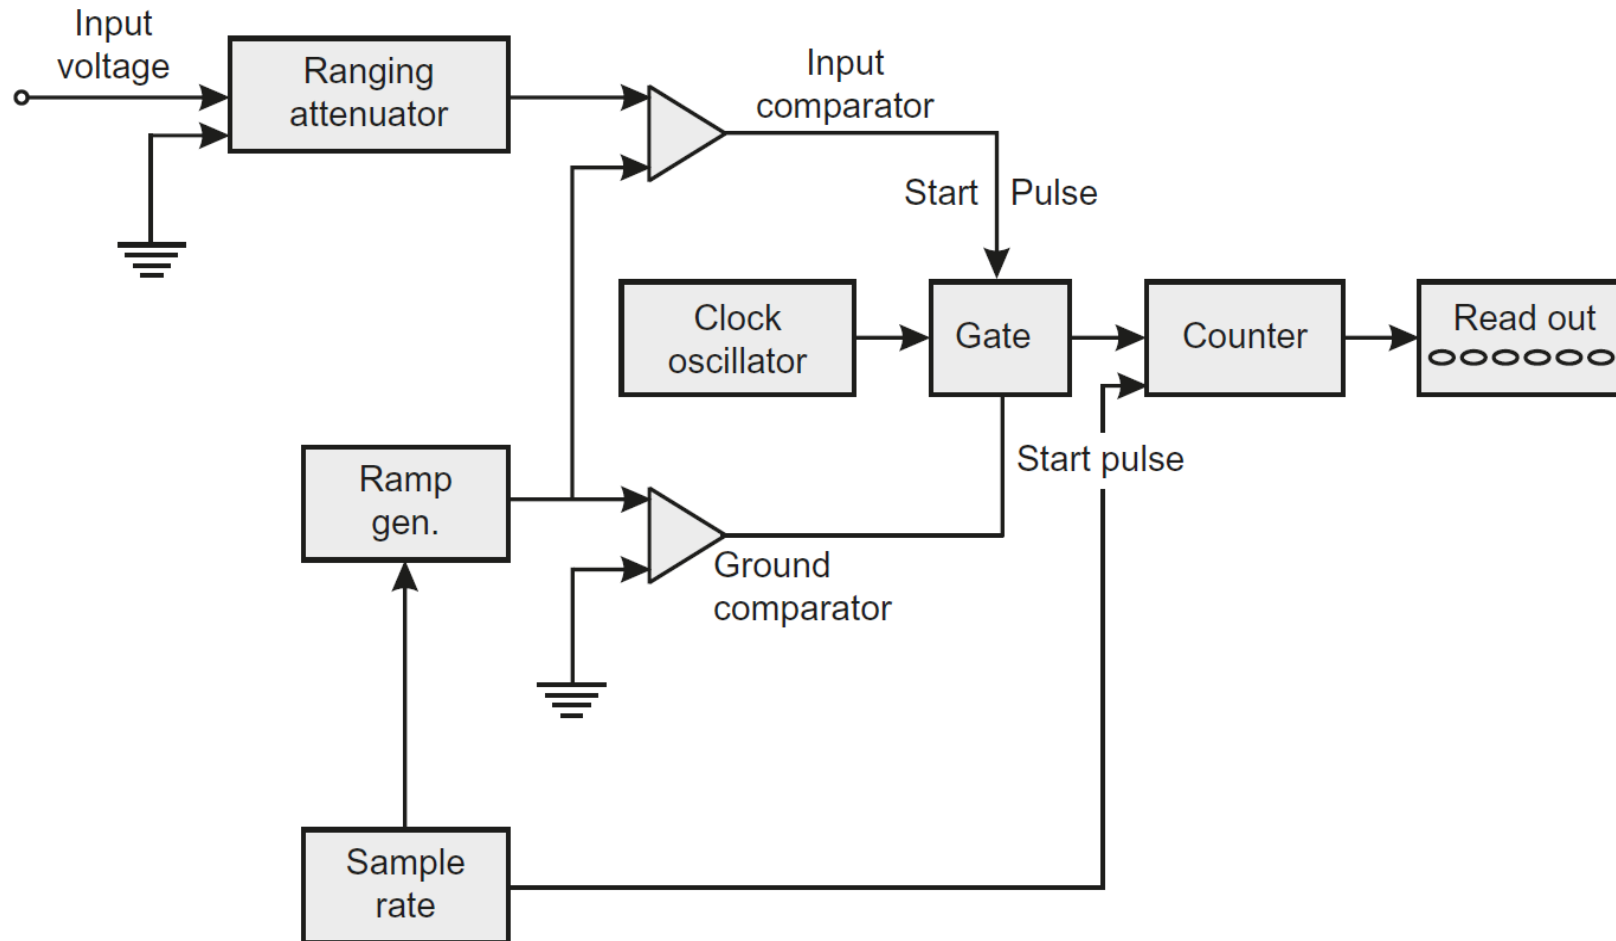 Input
voltage
Ranging
attenuator
Input
comparator
Start Pulse
Clock
oscillator
Gate
Counter
Read out
Ramp
gen.
Start pulse
Ground
comparator
Sample
rate